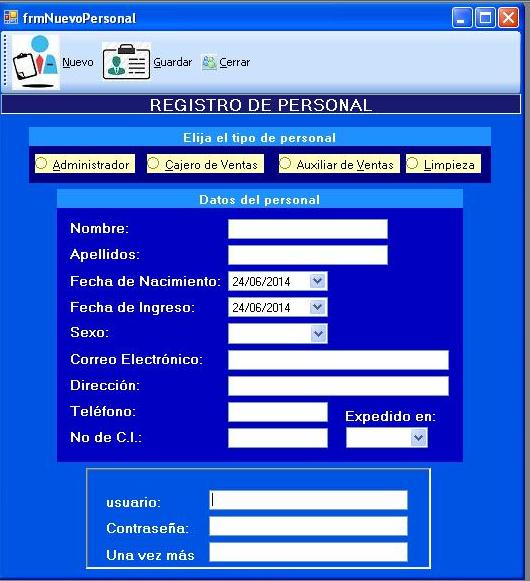 frmNuevoPersonal
Nuevo Guardar Cerrar
REGISTRO DE PERSONAL
Elija el tipo de personal
Administrador Cajero de Ventas Auxiliar de Ventas Limpieza
Datos del personal
Nombre:
Apellidos:
Fecha de Nacimiento: 24/06/2014
Fecha de Ingreso: 24/06/2014
Sexo:
Correo Electrónico:
Dirección:
Teléfono:
Expedido en:
No de C.I.:
usuario:
Contraseña:
Una vez más